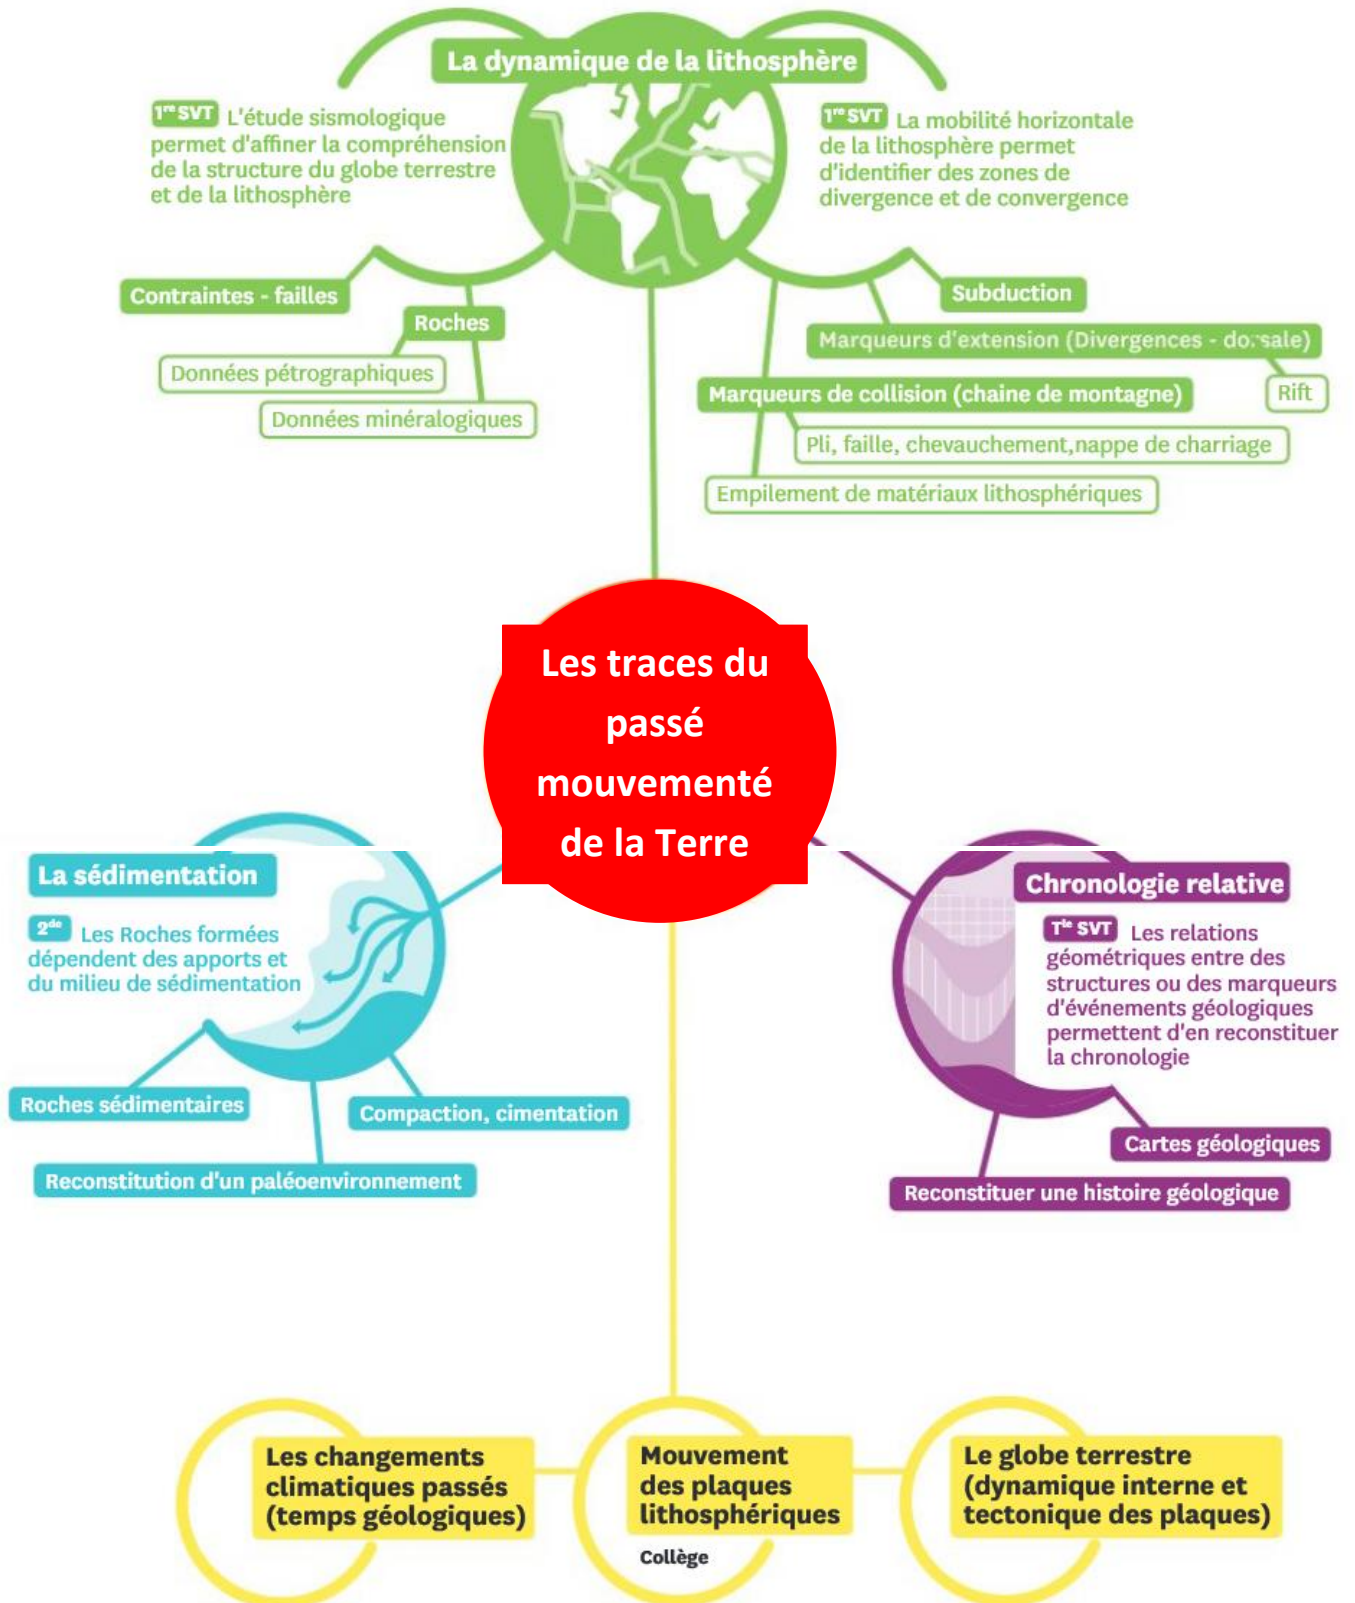 La dynamique de la lithosphère
1re SVT L'étude sismologique
permet d'affiner la compréhension
de la structure du globe terrestre
et de la lithosphère
1re SVT La mobilité horizontale
de la lithosphère permet
d'identifier des zones de
divergence et de convergence
Contraintes - failles
Roches
Données pétrographiques
Données minéralogiques
Subduction
Marqueurs d'extension (Divergences - dorsale)
Rift
Marqueurs de collision (chaine de montagne)
Pli, faille, chevauchement,nappe de charriage
Empilement de matériaux lithosphériques
Les traces du
passé
mouvementé
de la Terre
La sédimentation
2de Les Roches formées
dépendent des apports et
du milieu de sédimentation
Roches sédimentaires
Compaction, cimentation
Reconstitution d'un paléoenvironnement
Chronologie relative
Tle SVT Les relations
géométriques entre des
structures ou des marqueurs
d'événements géologiques
permettent d'en reconstituer
la chronologie
Cartes géologiques
Reconstituer une histoire géologique
Les changements
climatiques passés
(temps géologiques)
Mouvement
des plaques
lithosphériques
Collège
Le globe terrestre
(dynamique interne et
tectonique des plaques)